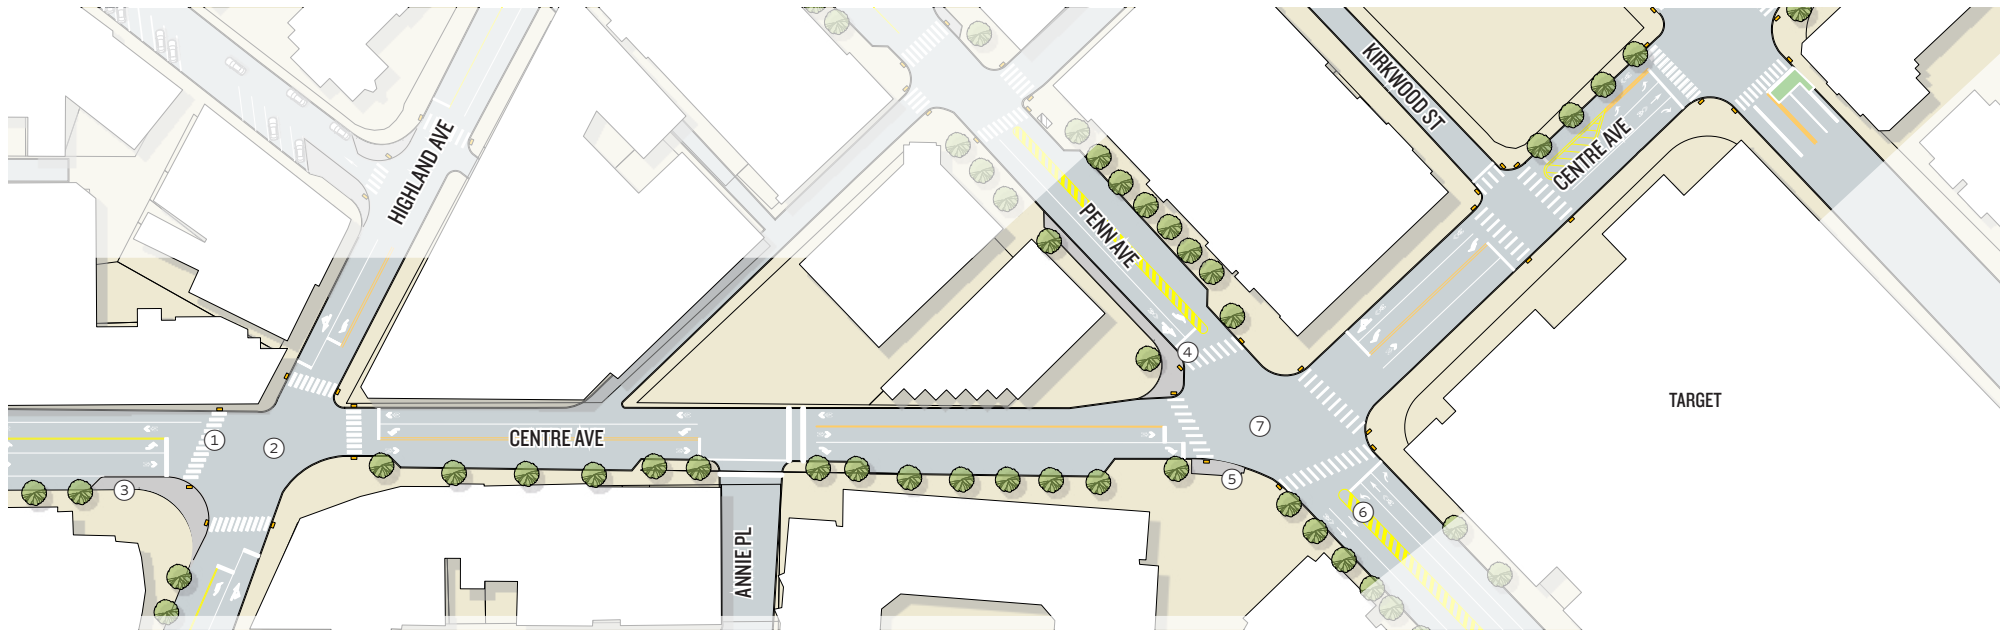 KIRKWOOD ST
CENTRE AVE
HIGHLAND AVE
PENN AVE
4
TARGET
1
2
CENTRE AVE
7
3
5
6
ANNIE PL